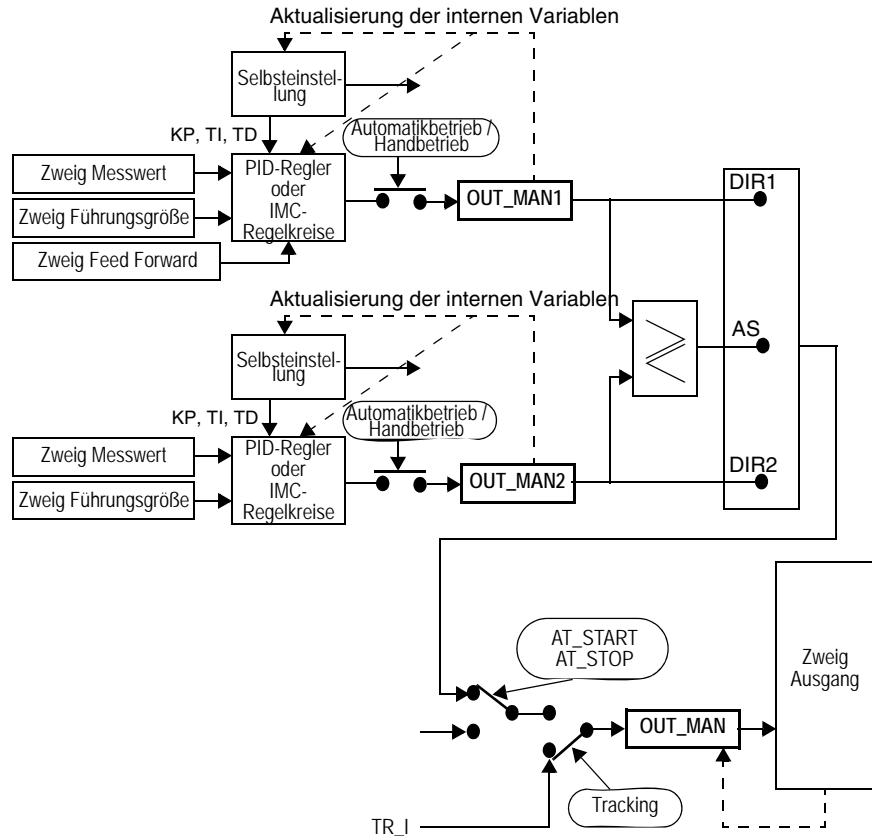 Aktualisierung der internen Variablen
Selbsteinstel-
lung
KP, TI, TD
Automatikbetrieb /
Handbetrieb
Zweig Messwert
Zweig Führungsgröße
Zweig Feed Forward
PID-Regler
oder
IMC-
Regelkreise
OUT_MAN1
DIR1
Aktualisierung der internen Variablen
Selbsteinstel-
lung
KP, TI, TD
Automatikbetrieb /
Handbetrieb
Zweig Messwert
Zweig Führungsgröße
PID-Regler
oder
IMC-
Regelkreise
OUT_MAN2
AS
DIR2
AT_START
AT_STOP
Zweig
Ausgang
OUT_MAN
Tracking
TR_I